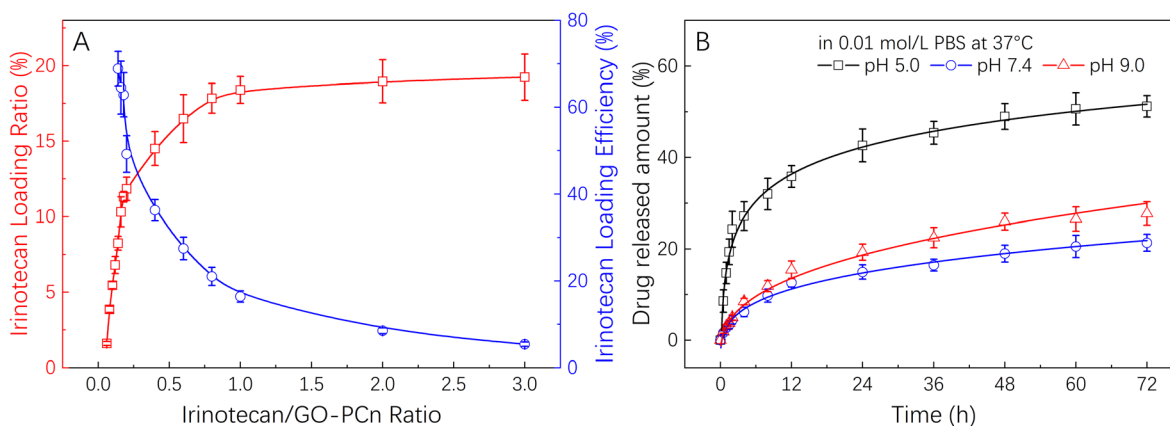 A
Irinotecan Loading Ratio (%)
20
15
10
5
0
80
60
40
20
0
Irinotecan Loading Efficiency (%)
0.0 0.5 1.0 1.5 2.0 2.5 3.0
Irinotecan/GO-PCn Ratio
B
in 0.01 mol/L PBS at 37°C
pH 5.0 pH 7.4 pH 9.0
Drug released amount (%)
60
40
20
0
0 12 24 36 48 60 72
Time (h)